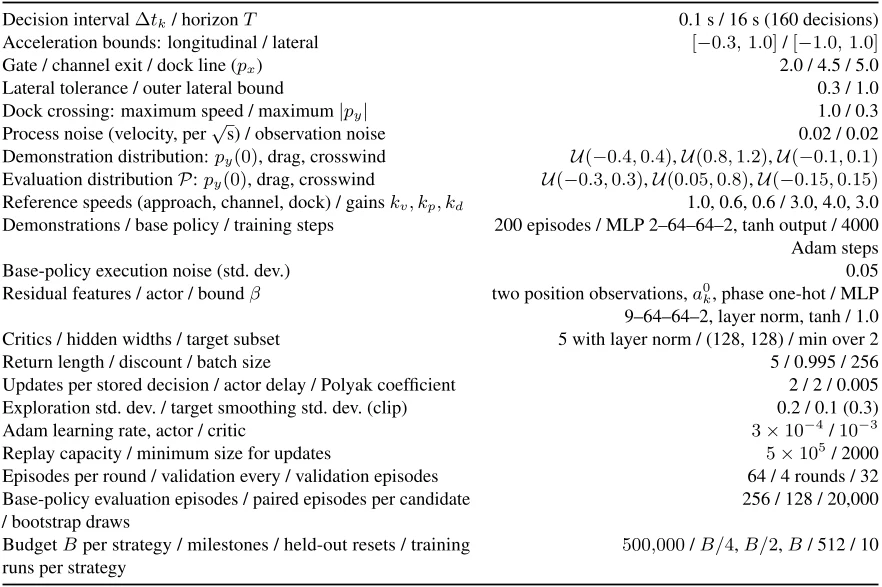 Decision interval Δt_k / horizon T 0.1 s / 16 s (160 decisions)
Acceleration bounds: longitudinal / lateral [−0.3, 1.0] / [−1.0, 1.0]
Gate / channel exit / dock line (p_x) 2.0 / 4.5 / 5.0
Lateral tolerance / outer lateral bound 0.3 / 1.0
Dock crossing: maximum speed / maximum |p_y| 1.0 / 0.3
Process noise (velocity, per √s) / observation noise 0.02 / 0.02
Demonstration distribution: p_y(0), drag, crosswind U(−0.4, 0.4), U(0.8, 1.2), U(−0.1, 0.1)
Evaluation distribution P: p_y(0), drag, crosswind U(−0.3, 0.3), U(0.05, 0.8), U(−0.15, 0.15)
Reference speeds (approach, channel, dock) / gains k_v, k_p, k_d 1.0, 0.6, 0.6 / 3.0, 4.0, 3.0
Demonstrations / base policy / training steps 200 episodes / MLP 2–64–64–2, tanh output / 4000
Adam steps
Base-policy execution noise (std. dev.) 0.05
Residual features / actor / bound β two position observations, a_k^0, phase one-hot / MLP
9–64–64–2, layer norm, tanh / 1.0
Critics / hidden widths / target subset 5 with layer norm / (128, 128) / min over 2
Return length / discount / batch size 5 / 0.995 / 256
Updates per stored decision / actor delay / Polyak coefficient 2 / 2 / 0.005
Exploration std. dev. / target smoothing std. dev. (clip) 0.2 / 0.1 (0.3)
Adam learning rate, actor / critic 3 × 10^−4 / 10^−3
Replay capacity / minimum size for updates 5 × 10^5 / 2000
Episodes per round / validation every / validation episodes 64 / 4 rounds / 32
Base-policy evaluation episodes / paired episodes per candidate 256 / 128 / 20,000
/ bootstrap draws
Budget B per strategy / milestones / held-out resets / training 500,000 / B/4, B/2, B / 512 / 10
runs per strategy